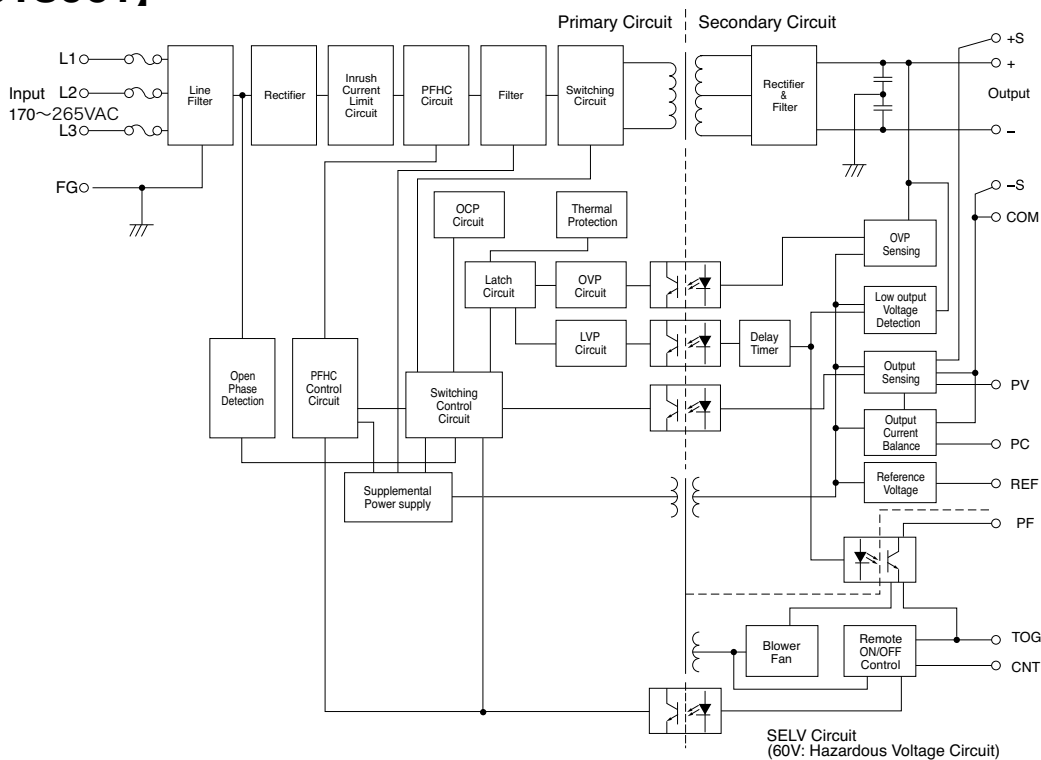 Primary Circuit
Secondary Circuit
L1
Input
L2
170～265VAC
L3
FG
Line
Filter
Rectifier
Inrush
Current
Limit
Circuit
PFHC
Circuit
Filter
Switching
Circuit
Rectifier
&
Filter
+S
+
Output
−
−S
COM
OCP
Circuit
Thermal
Protection
OVP
Sensing
Latch
Circuit
OVP
Circuit
Low output
Voltage
Detection
LVP
Circuit
Delay
Timer
Open
Phase
Detection
PFHC
Control
Circuit
Switching
Control
Circuit
Output
Sensing
PV
Output
Current
Balance
PC
Supplemental
Power supply
Reference
Voltage
REF
PF
Blower
Fan
Remote
ON/OFF
Control
TOG
CNT
SELV Circuit
(60V: Hazardous Voltage Circuit)